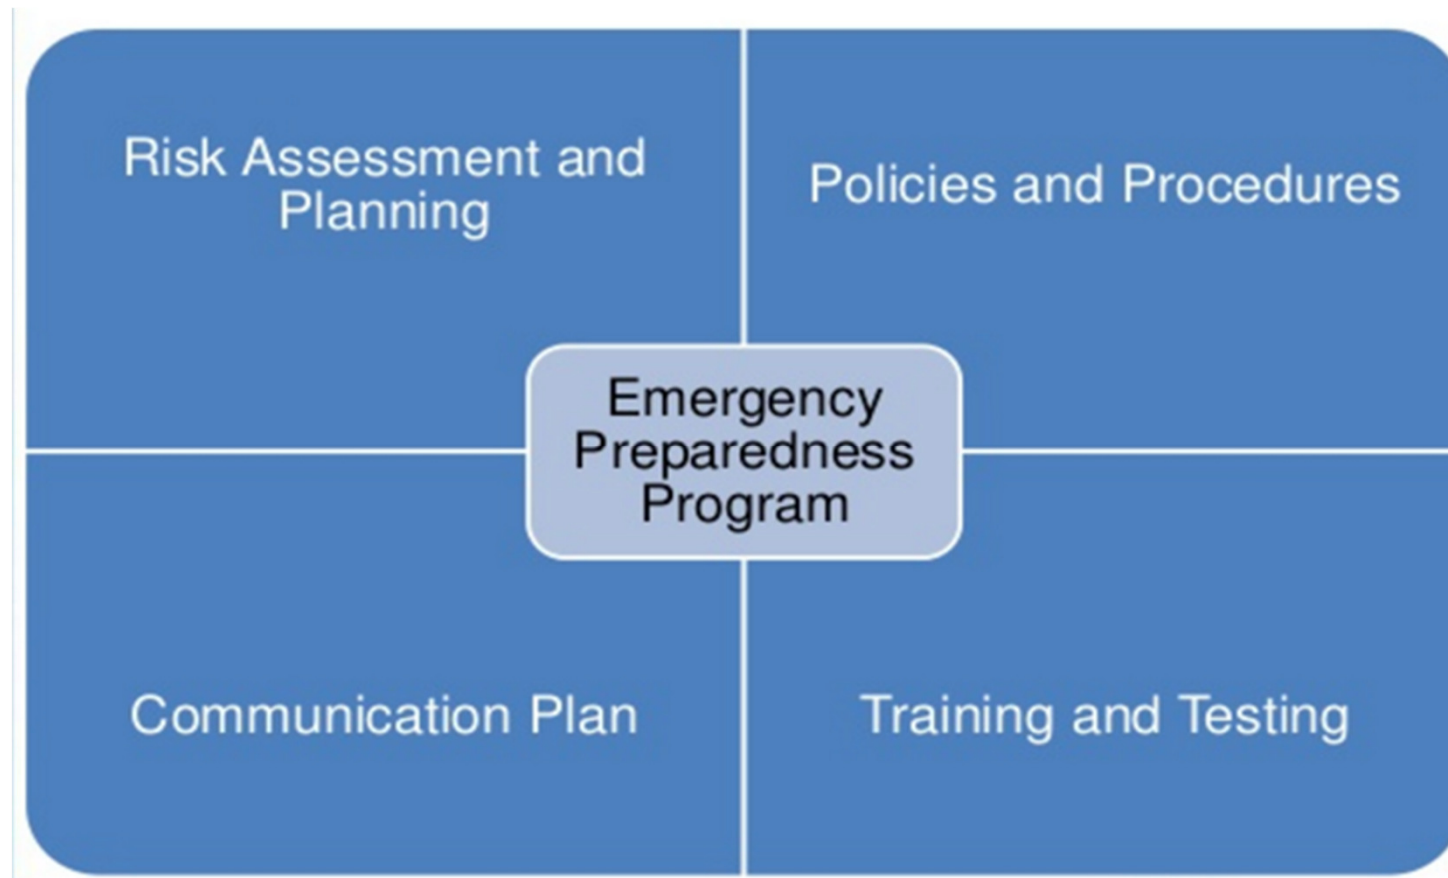 Risk Assessment and
Planning
Policies and Procedures
Emergency
Preparedness
Program
Communication Plan
Training and Testing